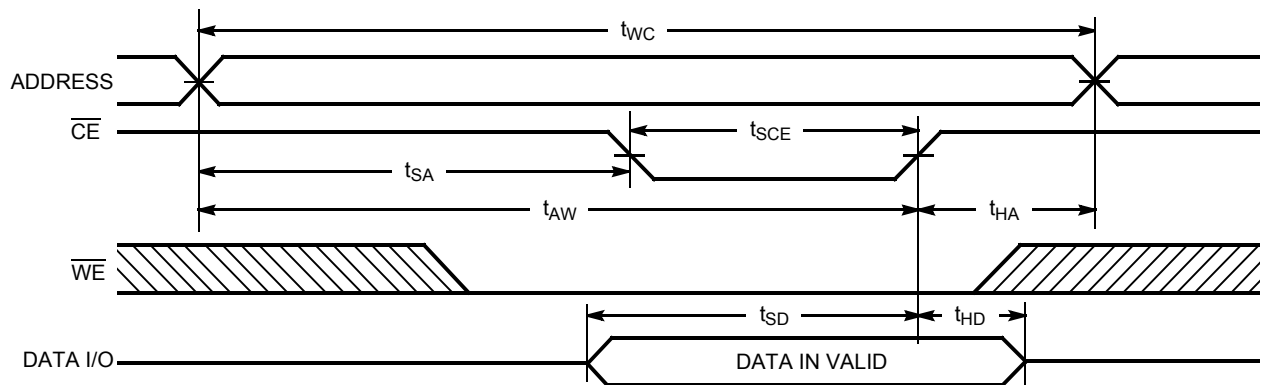 tWC
ADDRESS
CE
tSCE
tSA
tAW
tHA
WE
tSD
tHD
DATA I/O
DATA IN VALID